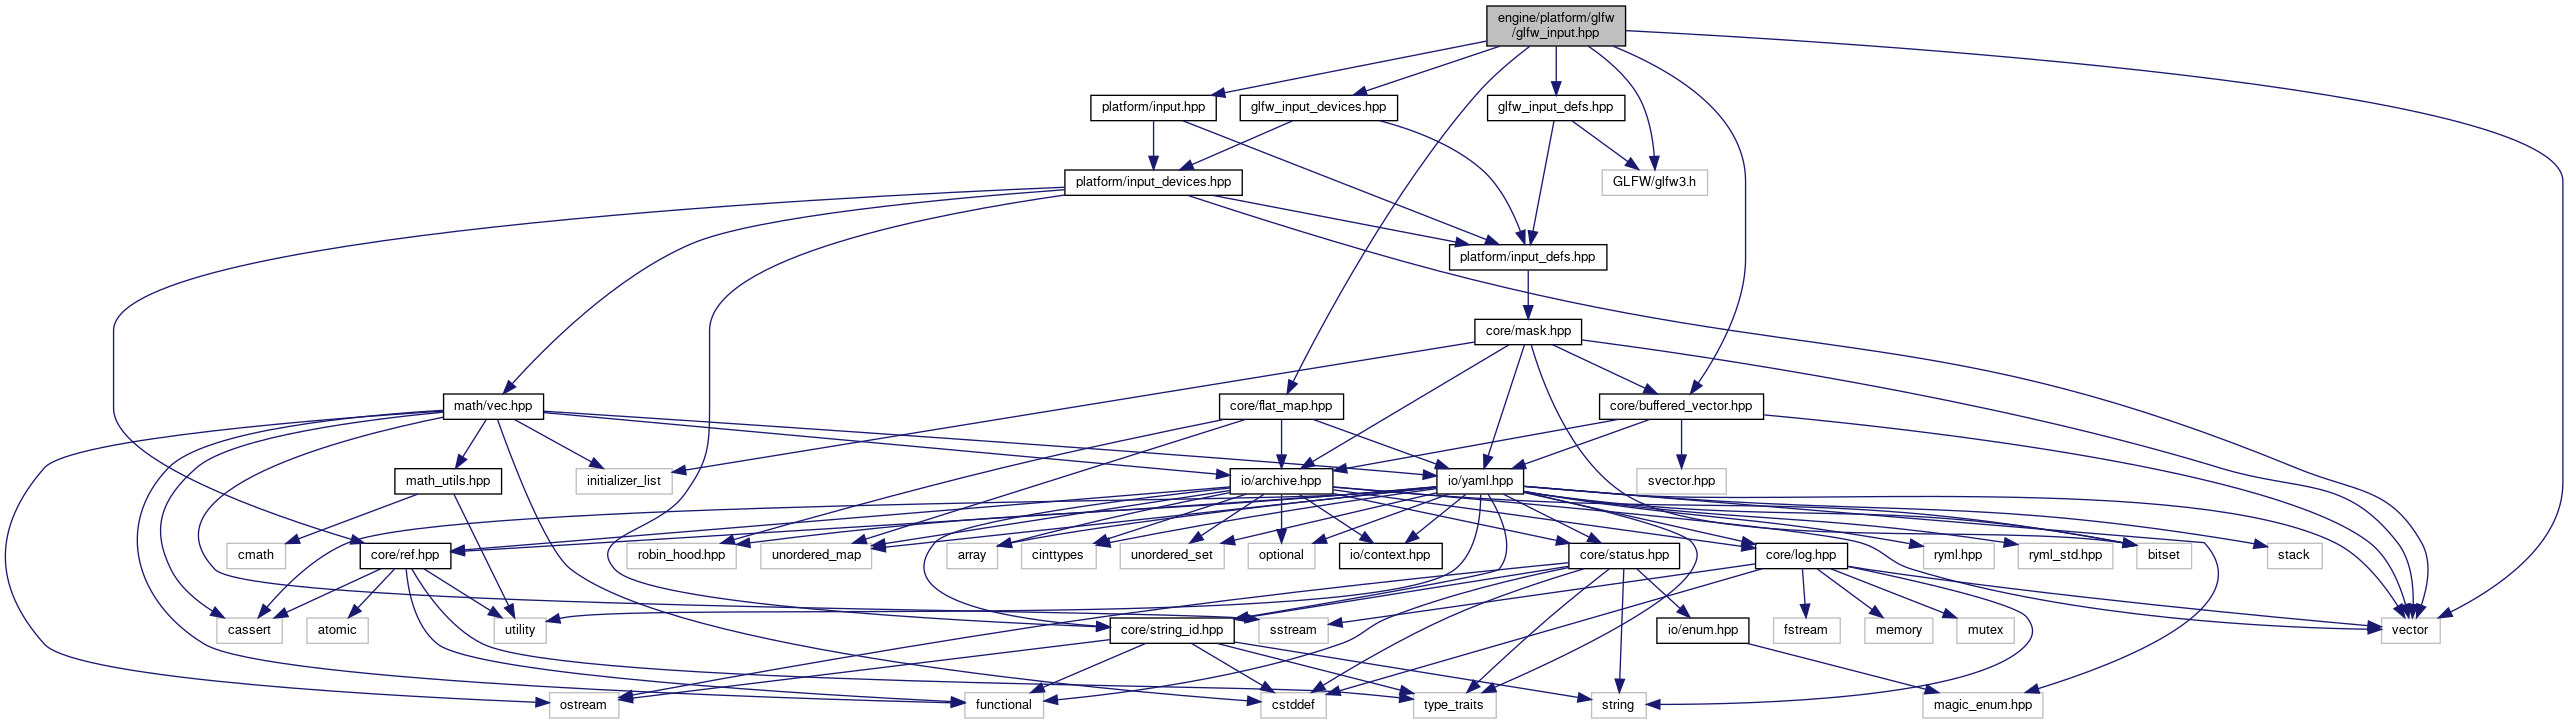 engine/platform/glfw
/glfw_input.hpp
platform/input.hpp
glfw_input_devices.hpp
glfw_input_defs.hpp
platform/input_devices.hpp
GLFW/glfw3.h
platform/input_defs.hpp
core/mask.hpp
math/vec.hpp
core/flat_map.hpp
core/buffered_vector.hpp
math_utils.hpp
initializer_list
io/archive.hpp
io/yaml.hpp
svector.hpp
cmath
core/ref.hpp
robin_hood.hpp
unordered_map
array
cinttypes
unordered_set
optional
io/context.hpp
core/status.hpp
core/log.hpp
ryml.hpp
ryml_std.hpp
bitset
stack
cassert
atomic
utility
sstream
core/string_id.hpp
io/enum.hpp
fstream
memory
mutex
vector
ostream
functional
cstddef
type_traits
string
magic_enum.hpp